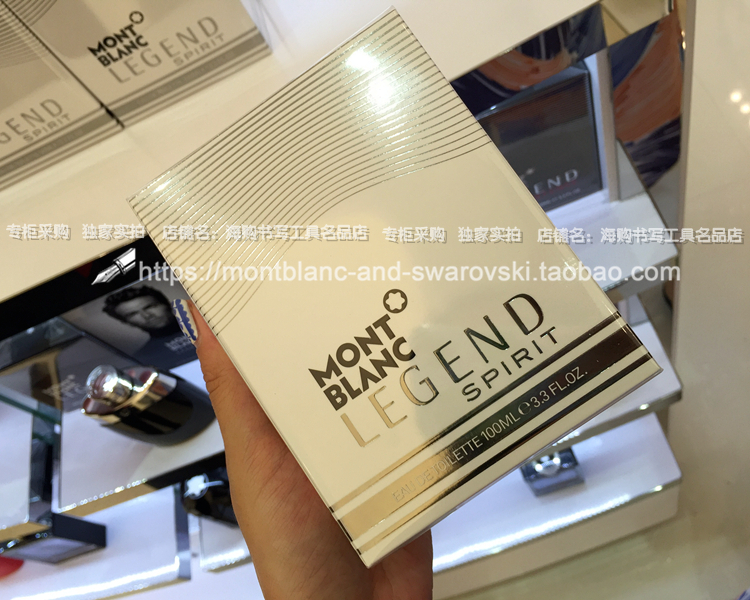 MONT
BLANC
LEGEND
SPIRIT
GEND
SPIRIT
END
专柜采购 独家实拍 店铺名：海购书写工具名品店 专柜采购 独家实拍 店铺名：海购书写工具名品店
https://montblanc-and-swarovski.taobao.com/
MONT
BLANC
LEGEND
SPIRIT
EAU DE TOILETTE 100ML ℮ 3.3 FL.OZ.